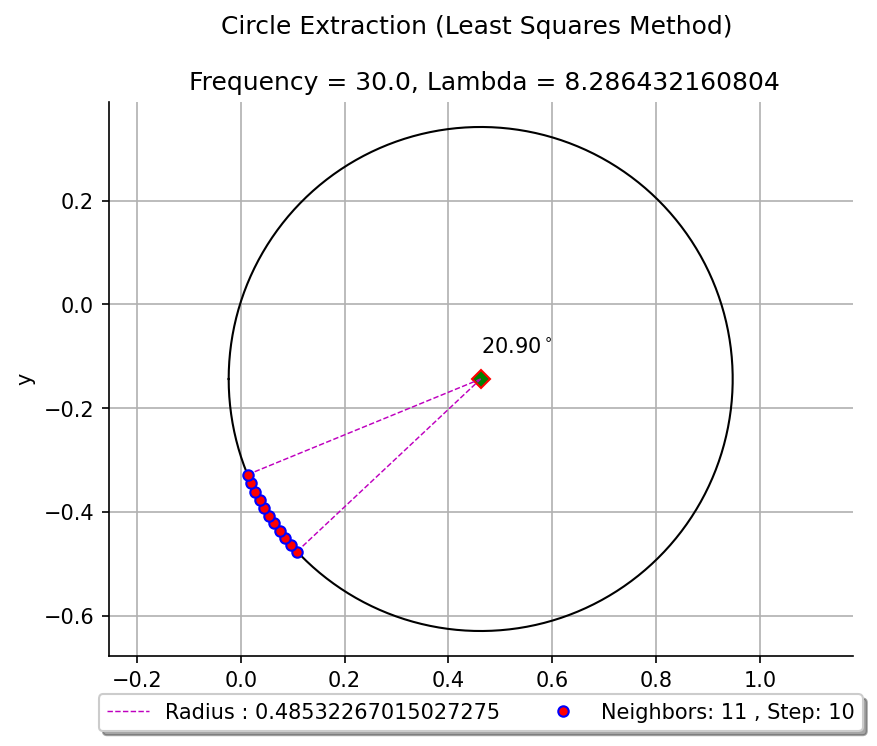 Circle Extraction (Least Squares Method)
Frequency = 30.0, Lambda = 8.286432160804
0.2
0.0
20.90°
y
−0.2
−0.4
−0.6
−0.2 0.0 0.2 0.4 0.6 0.8 1.0
Radius : 0.48532267015027275 Neighbors: 11 , Step: 10